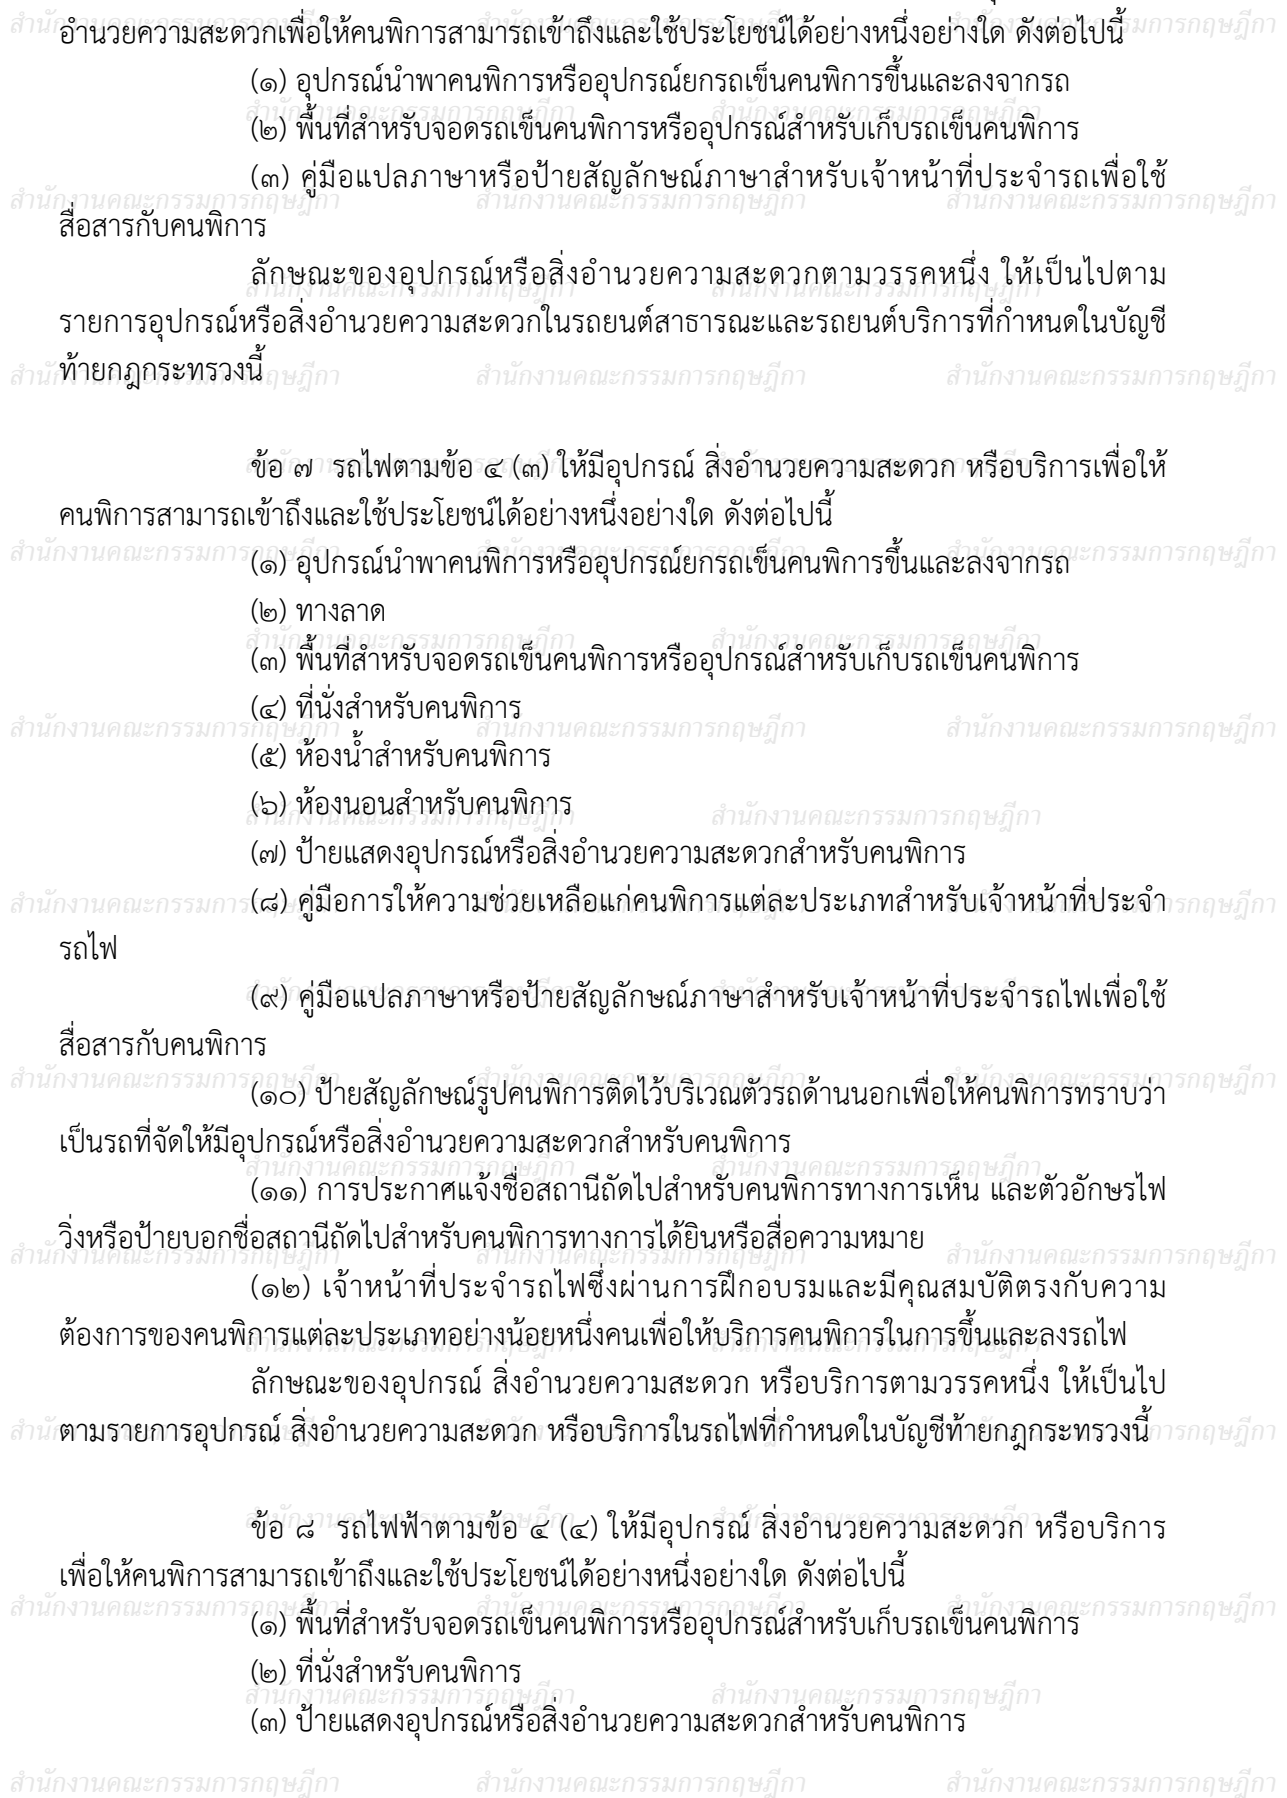 อำนวยความสะดวกเพื่อให้คนพิการสามารถเข้าถึงและใช้ประโยชน์ได้อย่างหนึ่งอย่างใด ดังต่อไปนี้
(๑) อุปกรณ์นำพาคนพิการหรืออุปกรณ์ยกรถเข็นคนพิการขึ้นและลงจากรถ
(๒) พื้นที่สำหรับจอดรถเข็นคนพิการหรืออุปกรณ์สำหรับเก็บรถเข็นคนพิการ
(๓) คู่มือแปลภาษาหรือป้ายสัญลักษณ์ภาษาสำหรับเจ้าหน้าที่ประจำรถเพื่อใช้
สื่อสารกับคนพิการ
ลักษณะของอุปกรณ์หรือสิ่งอำนวยความสะดวกตามวรรคหนึ่ง ให้เป็นไปตาม
รายการอุปกรณ์หรือสิ่งอำนวยความสะดวกในรถยนต์สาธารณะและรถยนต์บริการที่กำหนดในบัญชี
ท้ายกฎกระทรวงนี้
ข้อ ๗ รถไฟตามข้อ ๔ (๓) ให้มีอุปกรณ์ สิ่งอำนวยความสะดวก หรือบริการเพื่อให้
คนพิการสามารถเข้าถึงและใช้ประโยชน์ได้อย่างหนึ่งอย่างใด ดังต่อไปนี้
(๑) อุปกรณ์นำพาคนพิการหรืออุปกรณ์ยกรถเข็นคนพิการขึ้นและลงจากรถ
(๒) ทางลาด
(๓) พื้นที่สำหรับจอดรถเข็นคนพิการหรืออุปกรณ์สำหรับเก็บรถเข็นคนพิการ
(๔) ที่นั่งสำหรับคนพิการ
(๕) ห้องน้ำสำหรับคนพิการ
(๖) ห้องนอนสำหรับคนพิการ
(๗) ป้ายแสดงอุปกรณ์หรือสิ่งอำนวยความสะดวกสำหรับคนพิการ
(๘) คู่มือการให้ความช่วยเหลือแก่คนพิการแต่ละประเภทสำหรับเจ้าหน้าที่ประจำ
รถไฟ
(๙) คู่มือแปลภาษาหรือป้ายสัญลักษณ์ภาษาสำหรับเจ้าหน้าที่ประจำรถไฟเพื่อใช้
สื่อสารกับคนพิการ
(๑๐) ป้ายสัญลักษณ์รูปคนพิการติดไว้บริเวณตัวรถด้านนอกเพื่อให้คนพิการทราบว่า
เป็นรถที่จัดให้มีอุปกรณ์หรือสิ่งอำนวยความสะดวกสำหรับคนพิการ
(๑๑) การประกาศแจ้งชื่อสถานีถัดไปสำหรับคนพิการทางการเห็น และตัวอักษรไฟ
วิ่งหรือป้ายบอกชื่อสถานีถัดไปสำหรับคนพิการทางการได้ยินหรือสื่อความหมาย
(๑๒) เจ้าหน้าที่ประจำรถไฟซึ่งผ่านการฝึกอบรมและมีคุณสมบัติตรงกับความ
ต้องการของคนพิการแต่ละประเภทอย่างน้อยหนึ่งคนเพื่อให้บริการคนพิการในการขึ้นและลงรถไฟ
ลักษณะของอุปกรณ์ สิ่งอำนวยความสะดวก หรือบริการตามวรรคหนึ่ง ให้เป็นไป
ตามรายการอุปกรณ์ สิ่งอำนวยความสะดวก หรือบริการในรถไฟที่กำหนดในบัญชีท้ายกฎกระทรวงนี้
ข้อ ๘ รถไฟฟ้าตามข้อ ๔ (๔) ให้มีอุปกรณ์ สิ่งอำนวยความสะดวก หรือบริการ
เพื่อให้คนพิการสามารถเข้าถึงและใช้ประโยชน์ได้อย่างหนึ่งอย่างใด ดังต่อไปนี้
(๑) พื้นที่สำหรับจอดรถเข็นคนพิการหรืออุปกรณ์สำหรับเก็บรถเข็นคนพิการ
(๒) ที่นั่งสำหรับคนพิการ
(๓) ป้ายแสดงอุปกรณ์หรือสิ่งอำนวยความสะดวกสำหรับคนพิการ
สำนักงานคณะกรรมการกฤษฎีกา สำนักงานคณะกรรมการกฤษฎีกา สำนักงานคณะกรรมการกฤษฎีกา